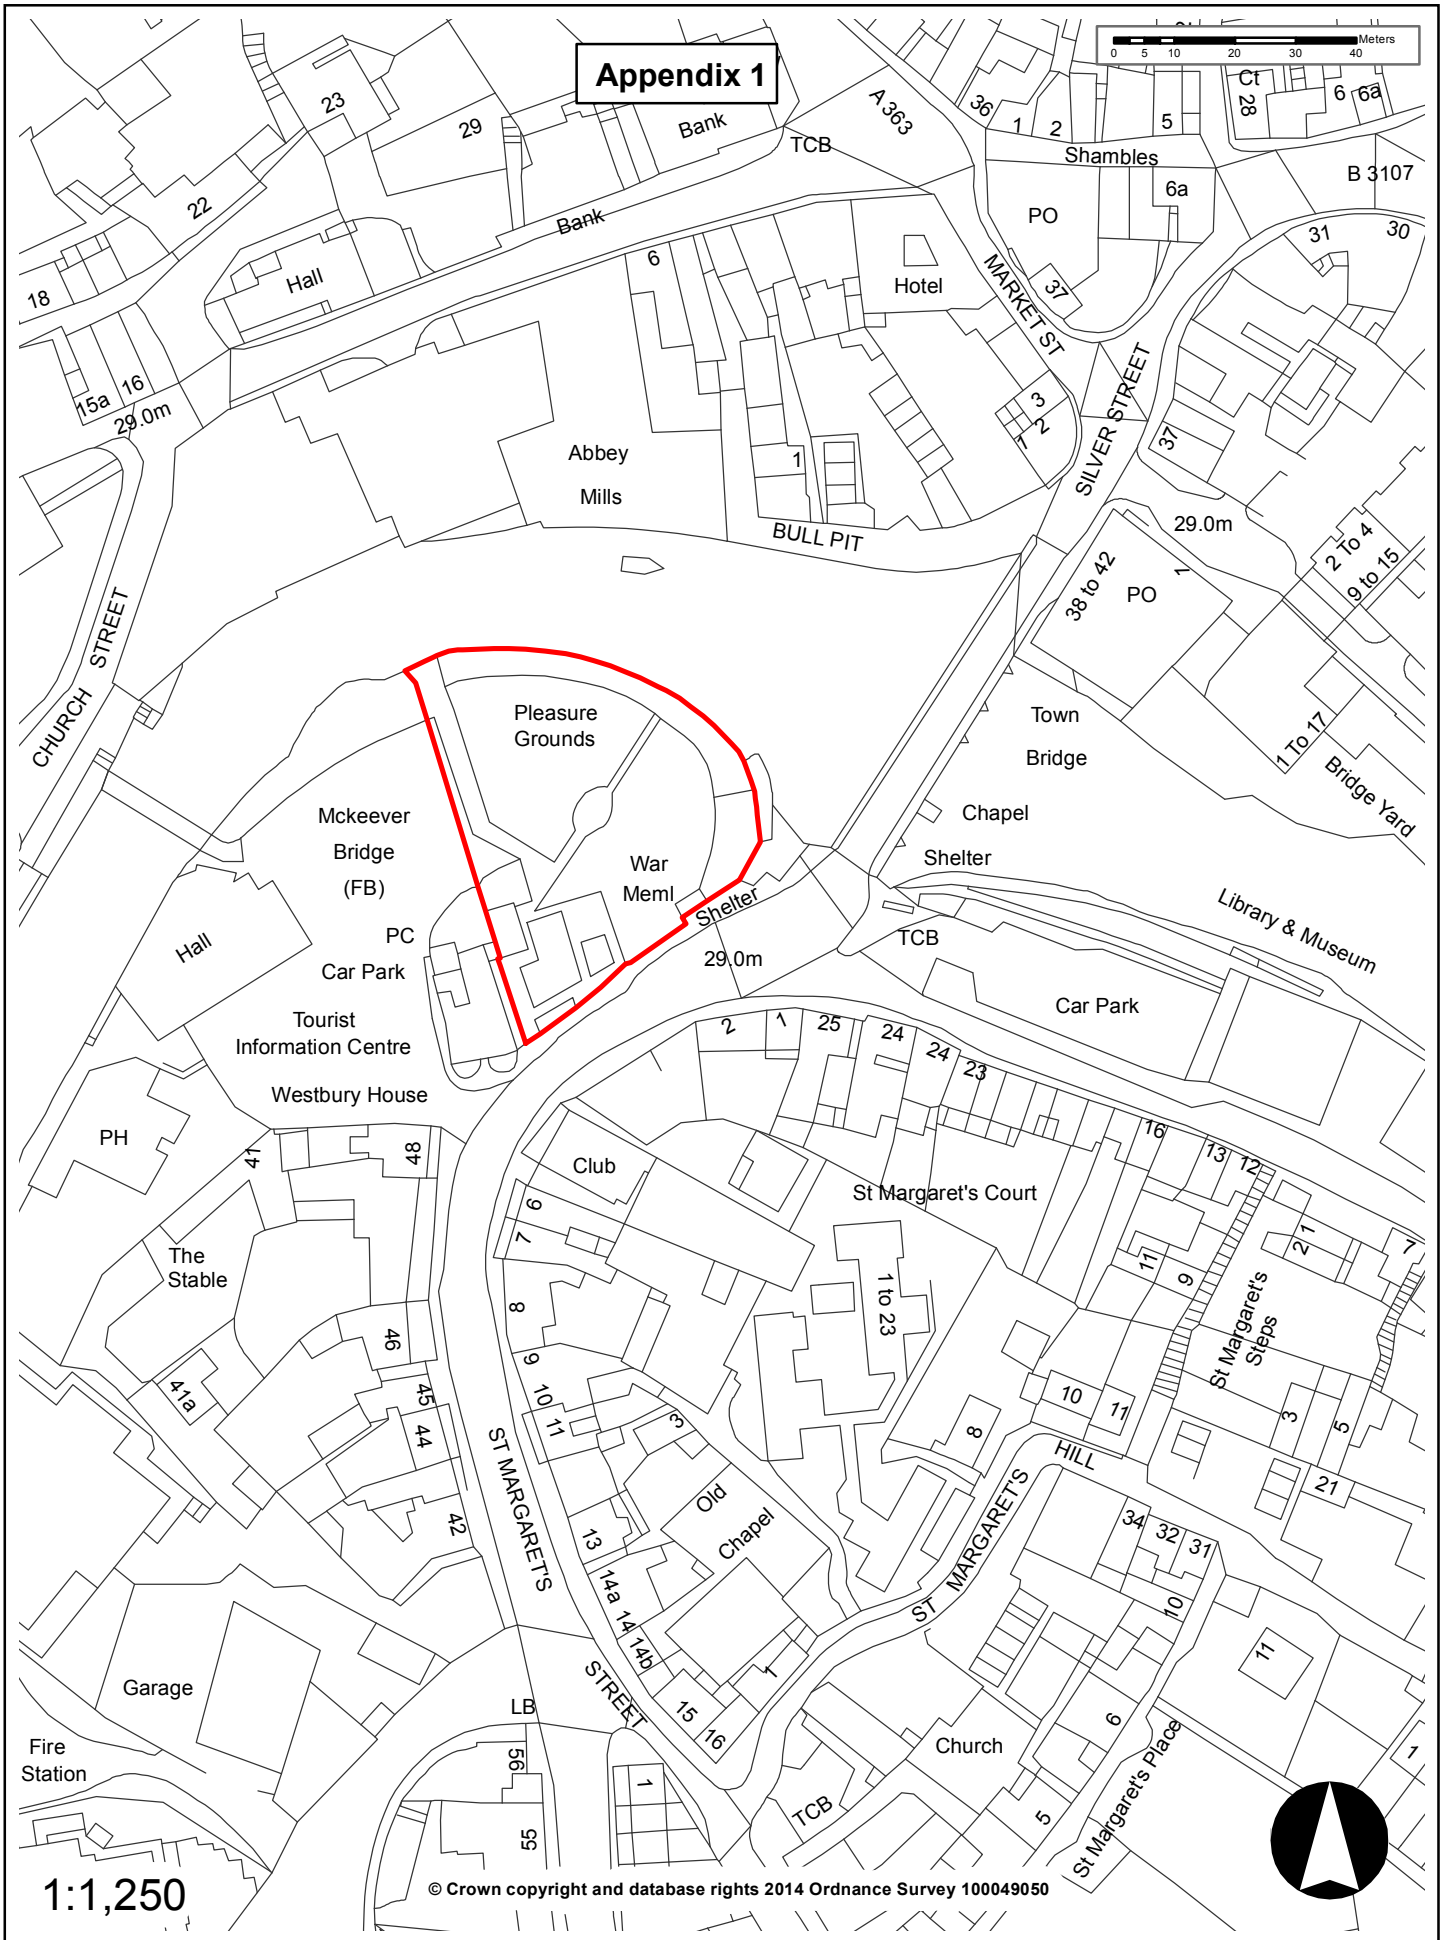 Appendix 1
Meters
0 5 10 20 30 40
23
29
Bank
TCB
A 363
36
1
2
5
Ct
28
6
6a
Shambles
B 3107
22
Bank
PO
6a
31
30
18
Hall
6
Hotel
MARKET ST
37
15a
16
29.0m
3
2
1
SILVER STREET
37
Abbey
Mills
1
BULL PIT
29.0m
2 To 4
9 to 15
38 to 42
PO
CHURCH STREET
Pleasure
Grounds
Town
Bridge
1 To 17
Bridge Yard
Mckeever
Bridge
(FB)
War
Meml
Chapel
Shelter
Shelter
Library & Museum
Hall
PC
Car Park
TCB
29.0m
Car Park
Tourist
Information Centre
2
1
25
24
24
23
Westbury House
PH
41
48
Club
16
13
12
6
7
St Margaret's Court
1
2
7
The
Stable
11
9
8
1 to 23
St Margaret's
Steps
46
9
41a
45
10
11
44
3
8
10
11
3
5
HILL
21
ST MARGARET'S
STREET
Old
Chapel
42
13
34
32
31
14a
14
14b
ST MARGARET'S
10
11
Garage
15
16
1
LB
6
Fire
Station
56
Church
St Margaret's Place
1
1
TCB
5
55
1:1,250
© Crown copyright and database rights 2014 Ordnance Survey 100049050